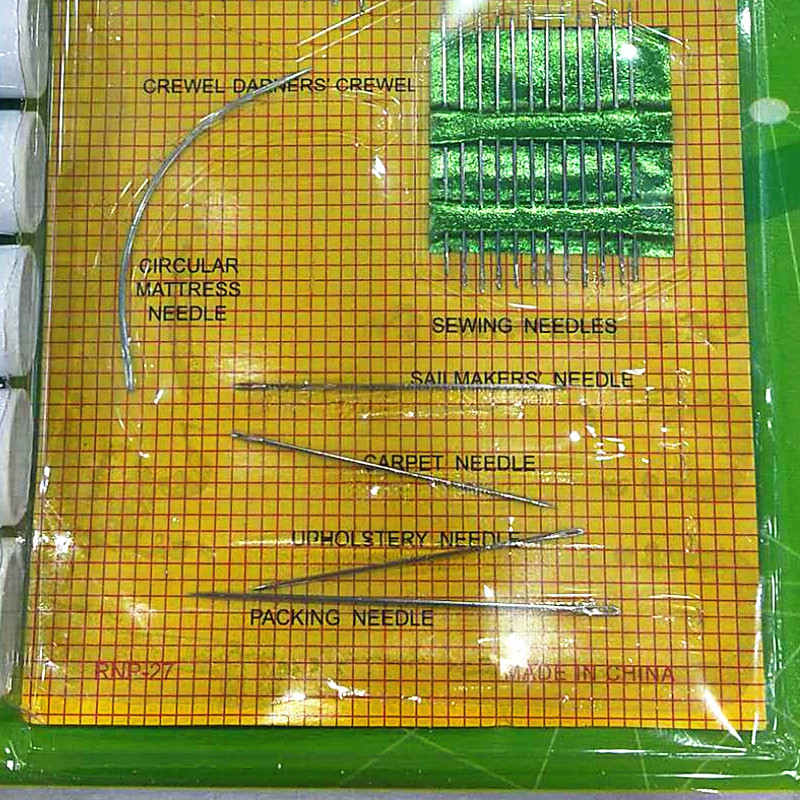 CREWEL DARNERS' CREWEL
CIRCULAR
MATTRESS
NEEDLE
SEWING NEEDLES
SAILMAKERS' NEEDLE
CARPET NEEDLE
UPHOLSTERY NEEDLE
PACKING NEEDLE
RNP-27
MADE IN CHINA